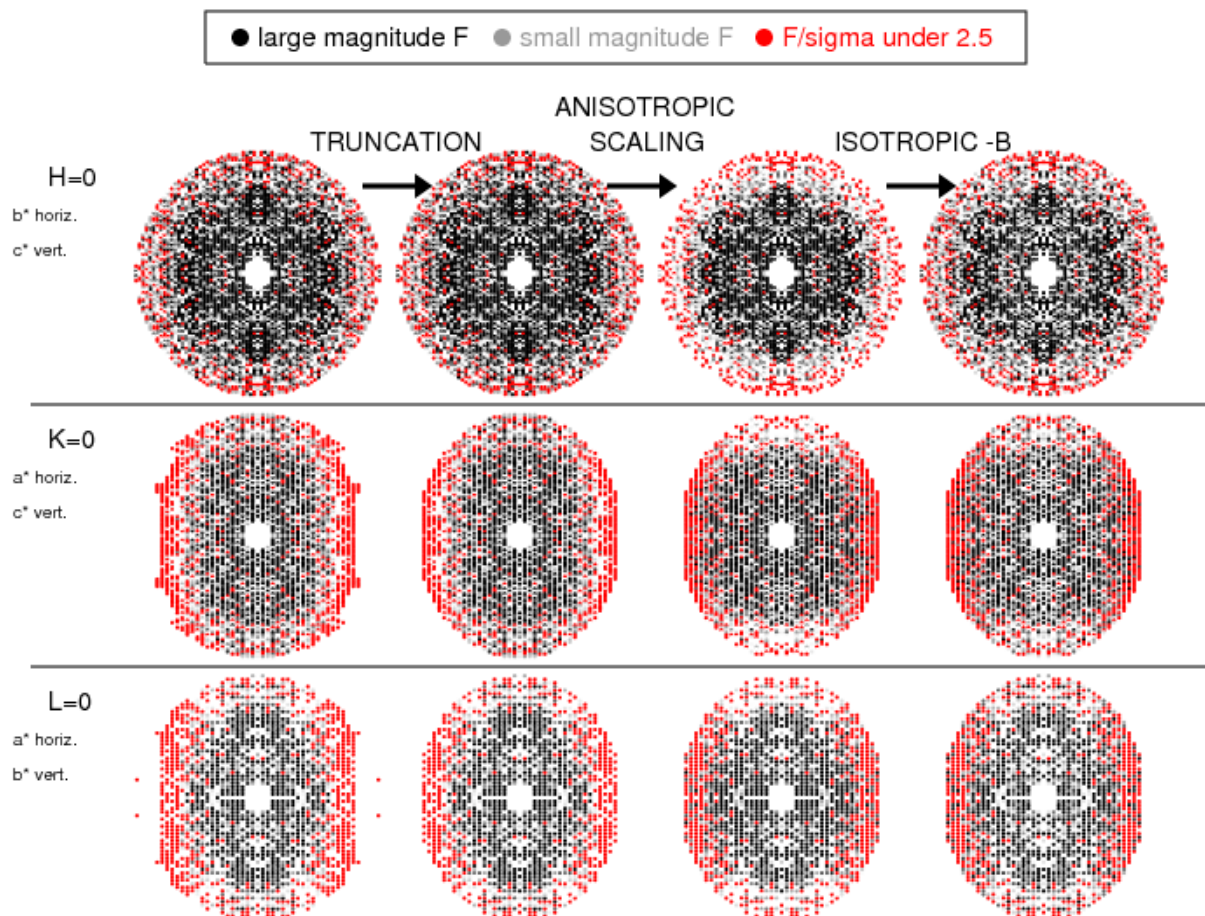 large magnitude F small magnitude F F/sigma under 2.5
ANISOTROPIC
TRUNCATION SCALING ISOTROPIC -B
H=0
b* horiz.
c* vert.
K=0
a* horiz.
c* vert.
L=0
a* horiz.
b* vert.